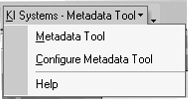 KI Systems - Metadata Tool
Metadata Tool
Configure Metadata Tool
Help